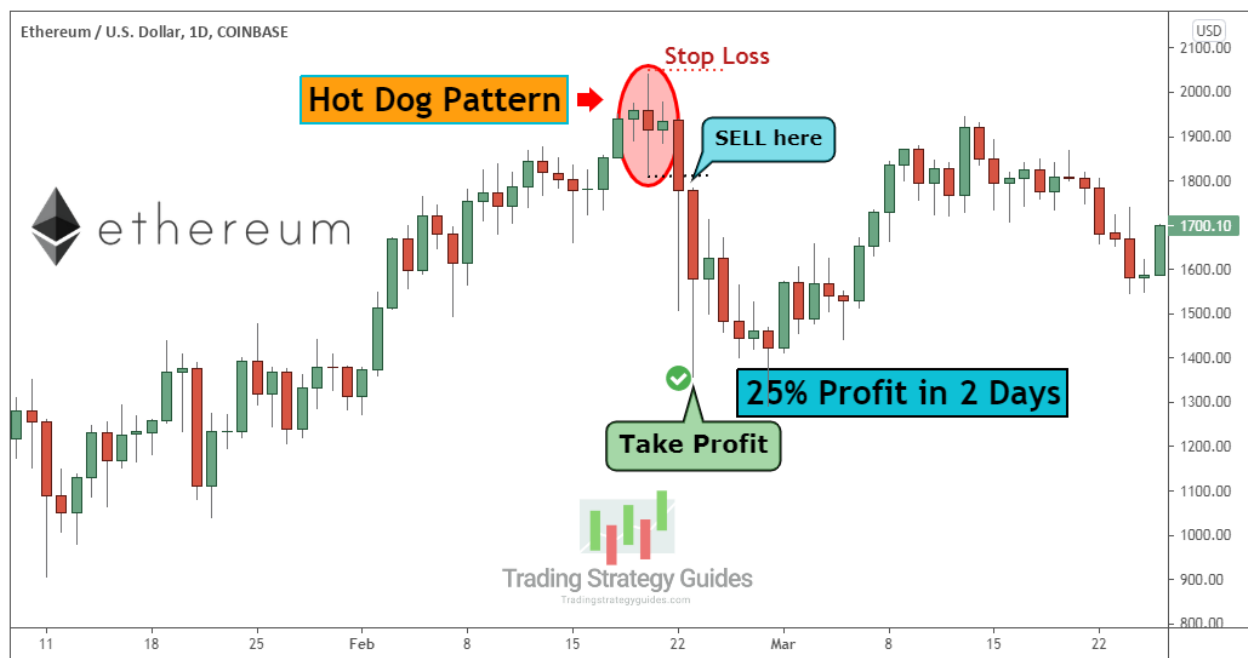 Ethereum / U.S. Dollar, 1D, COINBASE
USD
Stop Loss
Hot Dog Pattern
SELL here
ethereum
25% Profit in 2 Days
Take Profit
Trading Strategy Guides
Tradingstrategyguides.com
2100.00
2000.00
1900.00
1800.00
1700.10
1600.00
1500.00
1400.00
1300.00
1200.00
1100.00
1000.00
900.00
800.00
11
18
25
Feb
8
15
22
Mar
8
15
22